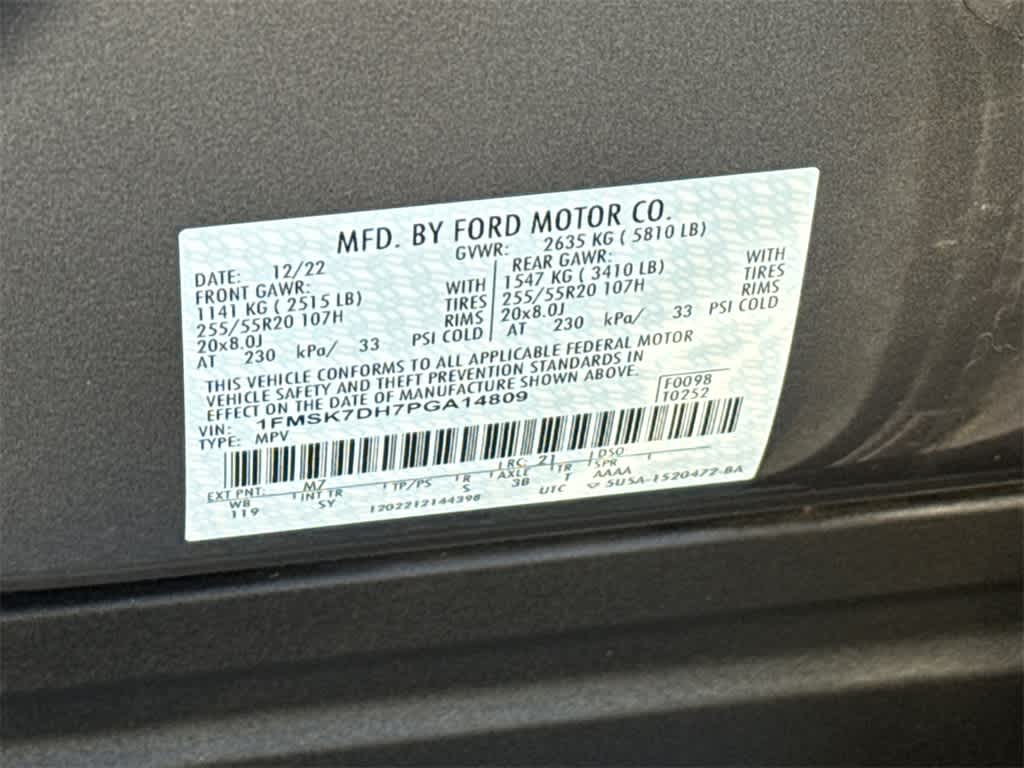 MFD. BY FORD MOTOR CO.
DATE: 12/22
GVWR: 2635 KG ( 5810 LB)
FRONT GAWR:
1141 KG ( 2515 LB) WITH
255/55R20 107H TIRES
20x8.0J RIMS
AT 230 kPa/ 33 PSI COLD
REAR GAWR: WITH
1547 KG ( 3410 LB) TIRES
255/55R20 107H RIMS
20x8.0J
AT 230 kPa/ 33 PSI COLD
THIS VEHICLE CONFORMS TO ALL APPLICABLE FEDERAL MOTOR
VEHICLE SAFETY AND THEFT PREVENTION STANDARDS IN
EFFECT ON THE DATE OF MANUFACTURE SHOWN ABOVE.
VIN: 1FMSK7DH7PGA14809
TYPE: MPV
F0098
T0252
EXT PNT: M7 RC: 21 DSO
WB INT TR TP/PS R AXLE TR SPR
119 SY S 3B T AAAA
1202212144398 UTC 5U5A-1520472-BA